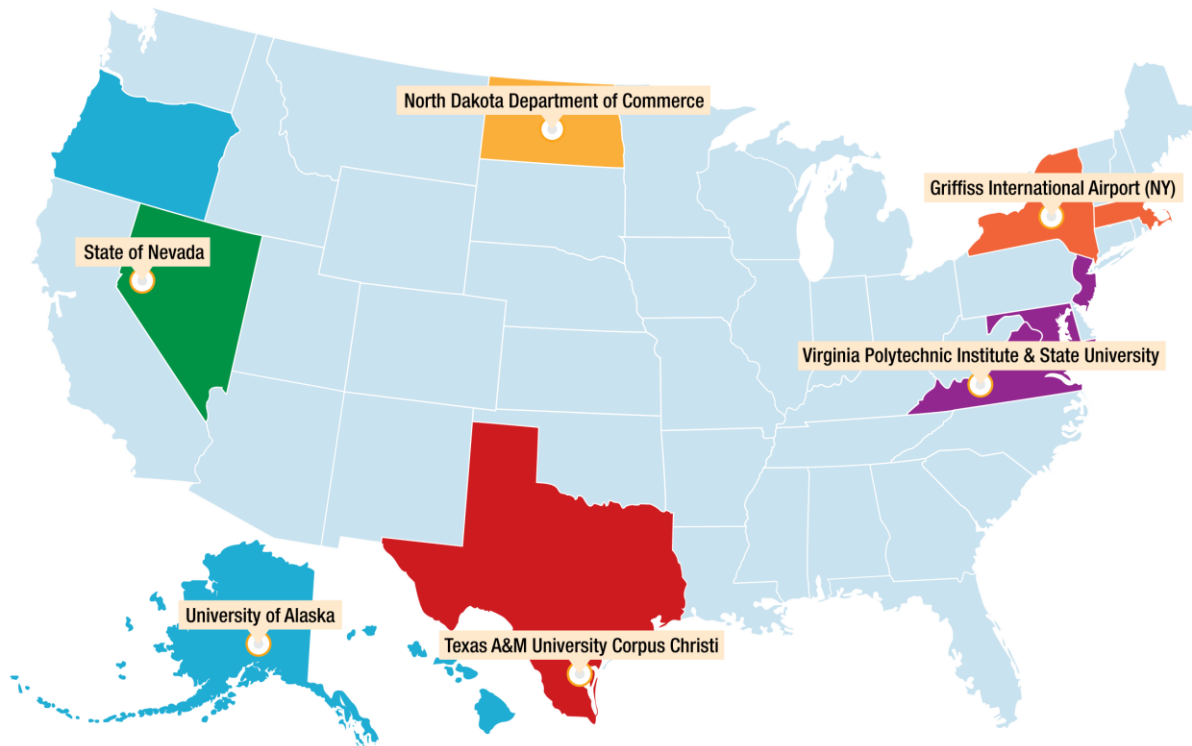 North Dakota Department of Commerce
Griffiss International Airport (NY)
State of Nevada
Virginia Polytechnic Institute & State University
University of Alaska
Texas A&M University Corpus Christi